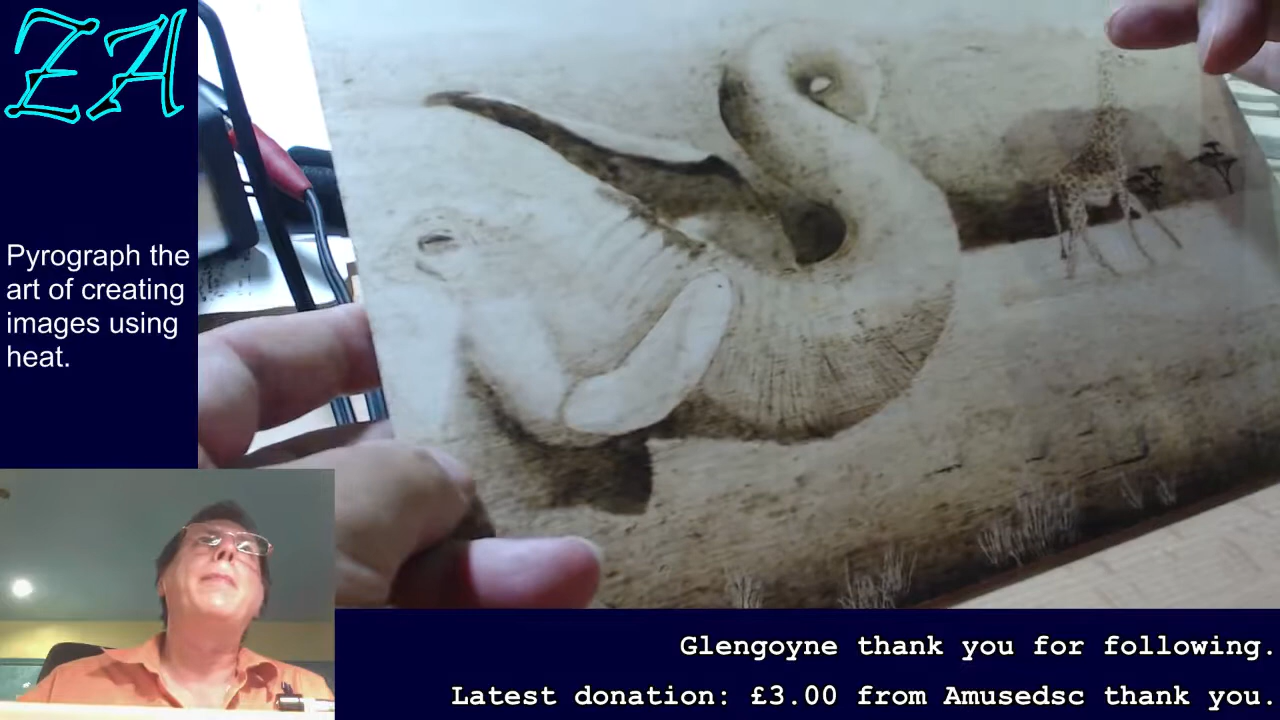 ZA
Pyrograph the
art of creating
images using
heat.
Glengoyne thank you for following.
Latest donation: £3.00 from Amusedsc thank you.